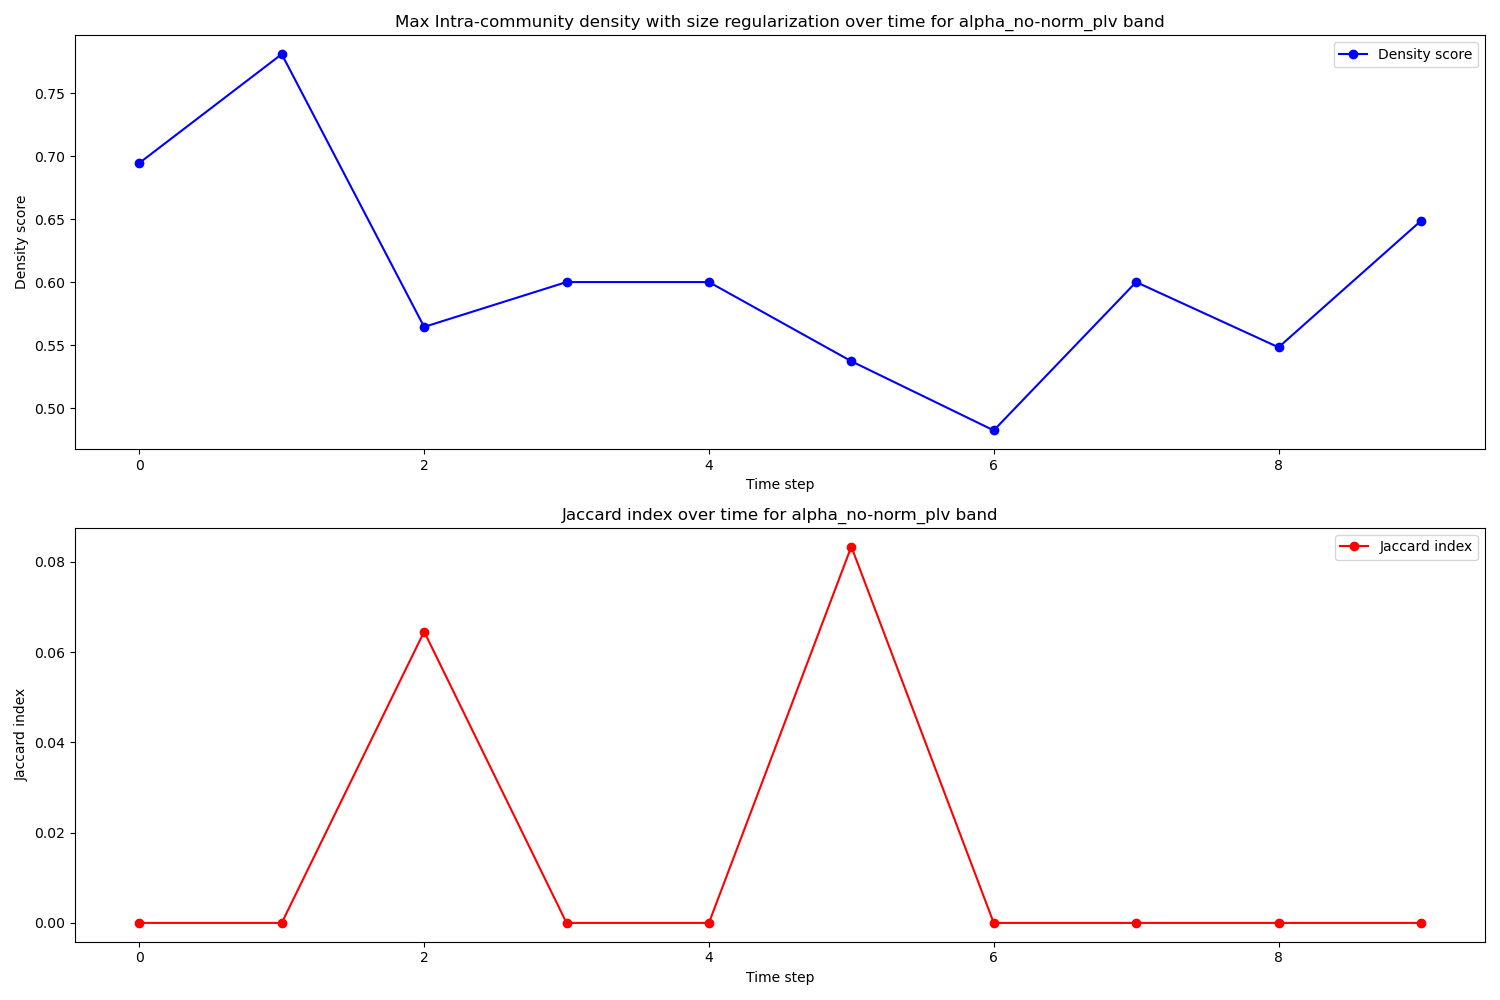 Max Intra-community density with size regularization over time for alpha_no-norm_plv band
Density score
0.75
0.70
0.65
0.60
0.55
0.50
Density score
0 2 4 6 8
Time step
Jaccard index over time for alpha_no-norm_plv band
Jaccard index
0.08
0.06
0.04
0.02
0.00
Jaccard index
0 2 4 6 8
Time step